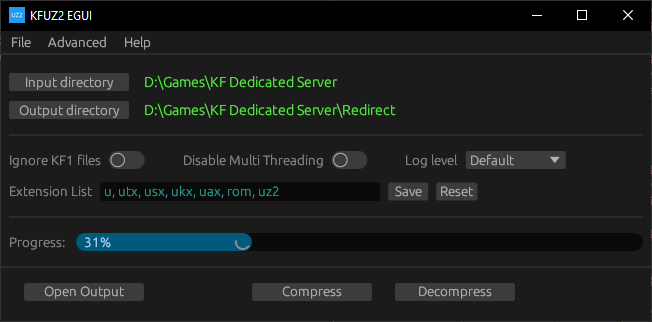 UZ2 KFUZ2 EGUI
File Advanced Help
Input directory D:\Games\KF Dedicated Server
Output directory D:\Games\KF Dedicated Server\Redirect
Ignore KF1 files Disable Multi Threading Log level Default
Extension List u, utx, usx, ukx, uax, rom, uz2 Save Reset
Progress: 31%
Open Output Compress Decompress